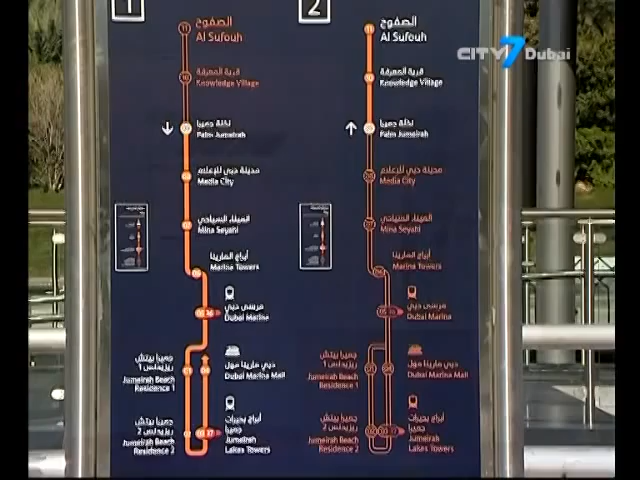 1
الصفوح
Al Sufouh
قرية المعرفة
Knowledge Village
نخلة جميرا
Palm Jumeirah
مدينة دبي للإعلام
Media City
الميناء السياحي
Mina Seyahi
أبراج المارينا
Marina Towers
مرسى دبي
Dubai Marina
جميرا بيتش
ريزيدنس 1
Jumeirah Beach
Residence 1
دبي مارينا مول
Dubai Marina Mall
جميرا بيتش
ريزيدنس 2
Jumeirah Beach
Residence 2
أبراج بحيرات
جميرا
Jumeirah
Lakes Towers
2
الصفوح
Al Sufouh
قرية المعرفة
Knowledge Village
نخلة جميرا
Palm Jumeirah
مدينة دبي للإعلام
Media City
الميناء السياحي
Mina Seyahi
أبراج المارينا
Marina Towers
مرسى دبي
Dubai Marina
جميرا بيتش
ريزيدنس 1
Jumeirah Beach
Residence 1
دبي مارينا مول
Dubai Marina Mall
جميرا بيتش
ريزيدنس 2
Jumeirah Beach
Residence 2
أبراج بحيرات
جميرا
Jumeirah
Lakes Towers
CITY 7 Dubai